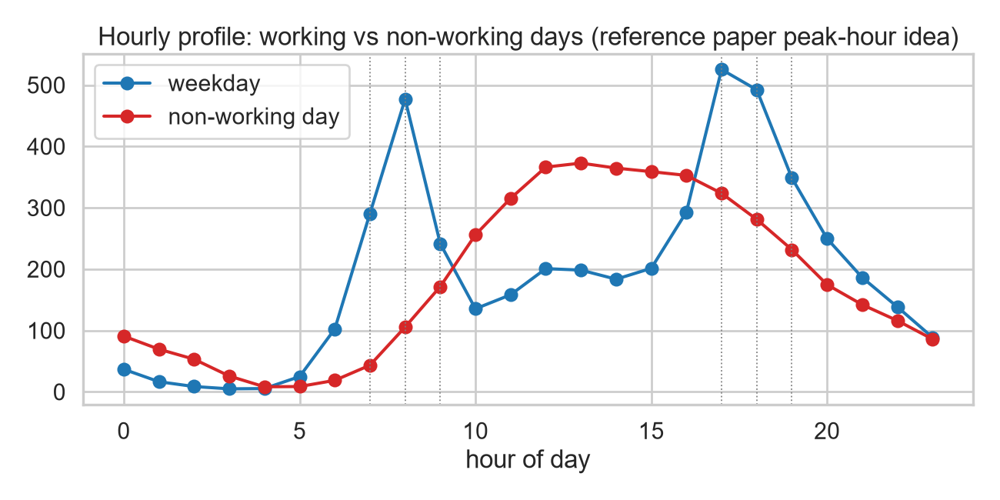 Hourly profile: working vs non-working days (reference paper peak-hour idea)
weekday
non-working day
500
400
300
200
100
0
0 5 10 15 20
hour of day